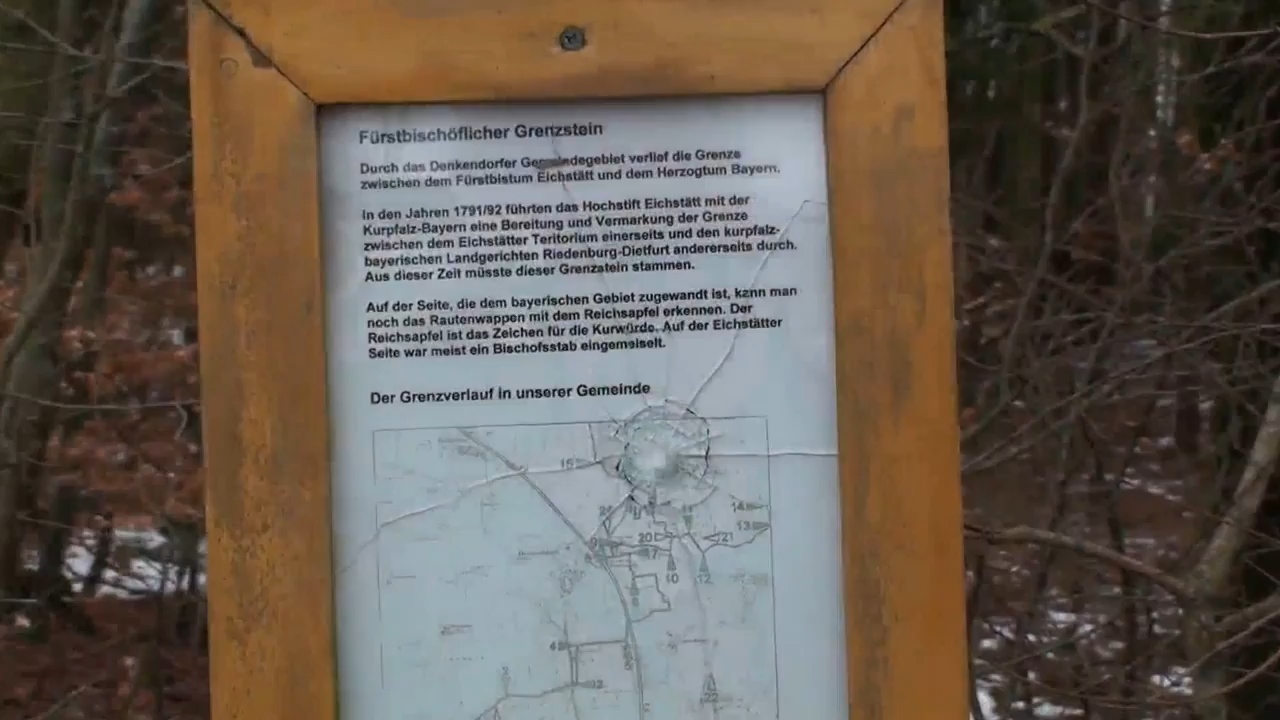 Fürstbischöflicher Grenzstein
Durch das Denkendorfer Gemeindegebiet verlief die Grenze
zwischen dem Fürstbistum Eichstätt und dem Herzogtum Bayern.
In den Jahren 1791/92 führten das Hochstift Eichstätt mit der
Kurpfalz-Bayern eine Bereitung und Vermarkung der Grenze
zwischen dem Eichstätter Teritorium einerseits und den kurpfalz-
bayerischen Landgerichten Riedenburg-Dietfurt andererseits durch.
Aus dieser Zeit müsste dieser Grenzstein stammen.
Auf der Seite, die dem bayerischen Gebiet zugewandt ist, kann man
noch das Rautenwappen mit dem Reichsapfel erkennen. Der
Reichsapfel ist das Zeichen für die Kurwürde. Auf der Eichstätter
Seite war meist ein Bischofsstab eingemeiselt.
Der Grenzverlauf in unserer Gemeinde
14
13
20
21
10
12
22